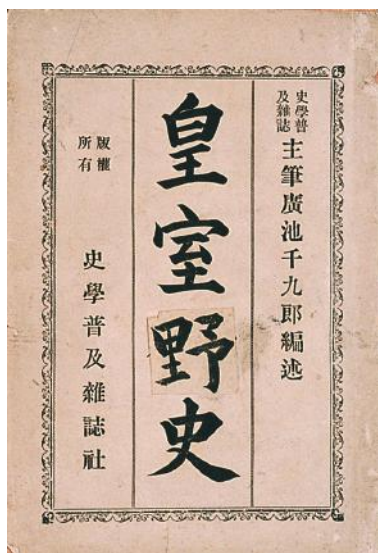 史學普
及雜誌
主筆廣池千九郎編述
皇室野史
版權
所有
史學普及雜誌社